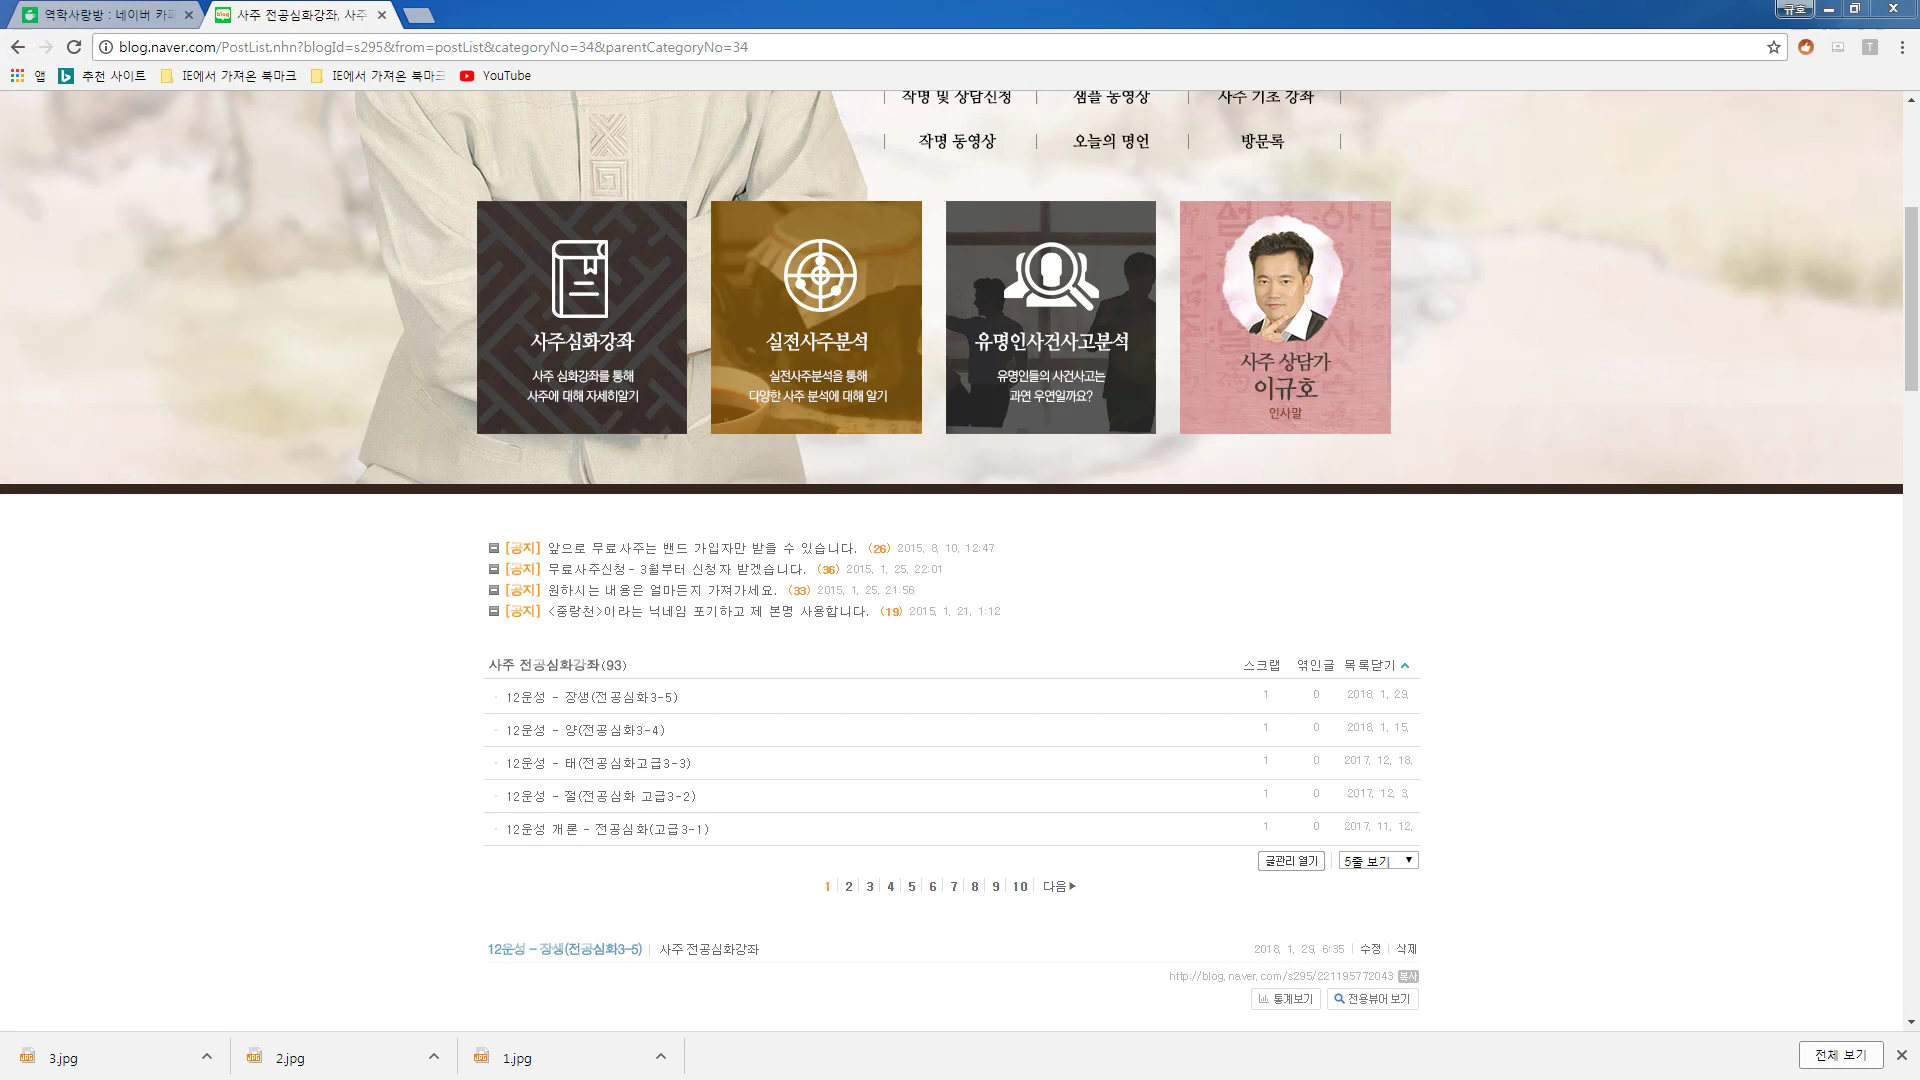 역학사랑방 : 네이버 카페
사주 전공심화강좌, 사주
규호
blog.naver.com/PostList.nhn?blogId=s295&from=postList&categoryNo=34&parentCategoryNo=34
앱 추천 사이트 IE에서 가져온 북마크 IE에서 가져온 북마크 YouTube
작명 및 상담신청 샘플 동영상 사주 기초 강좌
작명 동영상 오늘의 명언 방문록
사주심화강좌
사주 심화강좌를 통해
사주에 대해 자세히알기
실전사주분석
실전사주분석을 통해
다양한 사주 분석에 대해 알기
유명인사건사고분석
유명인들의 사건사고는
과연 우연일까요?
사주 상담가
이규호
인사말
[공지] 앞으로 무료사주는 밴드 가입자만 받을 수 있습니다. (26) 2015. 8. 10. 12:47
[공지] 무료사주신청- 3월부터 신청자 받겠습니다. (36) 2015. 1. 25. 22:01
[공지] 원하시는 내용은 얼마든지 가져가세요. (33) 2015. 1. 25. 21:56
[공지] <중랑천>이라는 닉네임 포기하고 제 본명 사용합니다. (19) 2015. 1. 21. 1:12
사주 전공심화강좌(93) 스크랩 엮인글 목록닫기
12운성 - 장생(전공심화3-5) 1 0 2018. 1. 29.
12운성 - 양(전공심화3-4) 1 0 2018. 1. 15.
12운성 - 태(전공심화고급3-3) 1 0 2017. 12. 18.
12운성 - 절(전공심화 고급3-2) 1 0 2017. 12. 3.
12운성 개론 - 전공심화(고급3-1) 1 0 2017. 11. 12.
글관리 열기 5줄 보기
1 2 3 4 5 6 7 8 9 10 다음
12운성 - 장생(전공심화3-5) 사주 전공심화강좌 2018. 1. 29. 6:35 수정 삭제
http://blog.naver.com/s295/221195772043 복사
통계보기 전용뷰어 보기
3.jpg 2.jpg 1.jpg 전체 보기